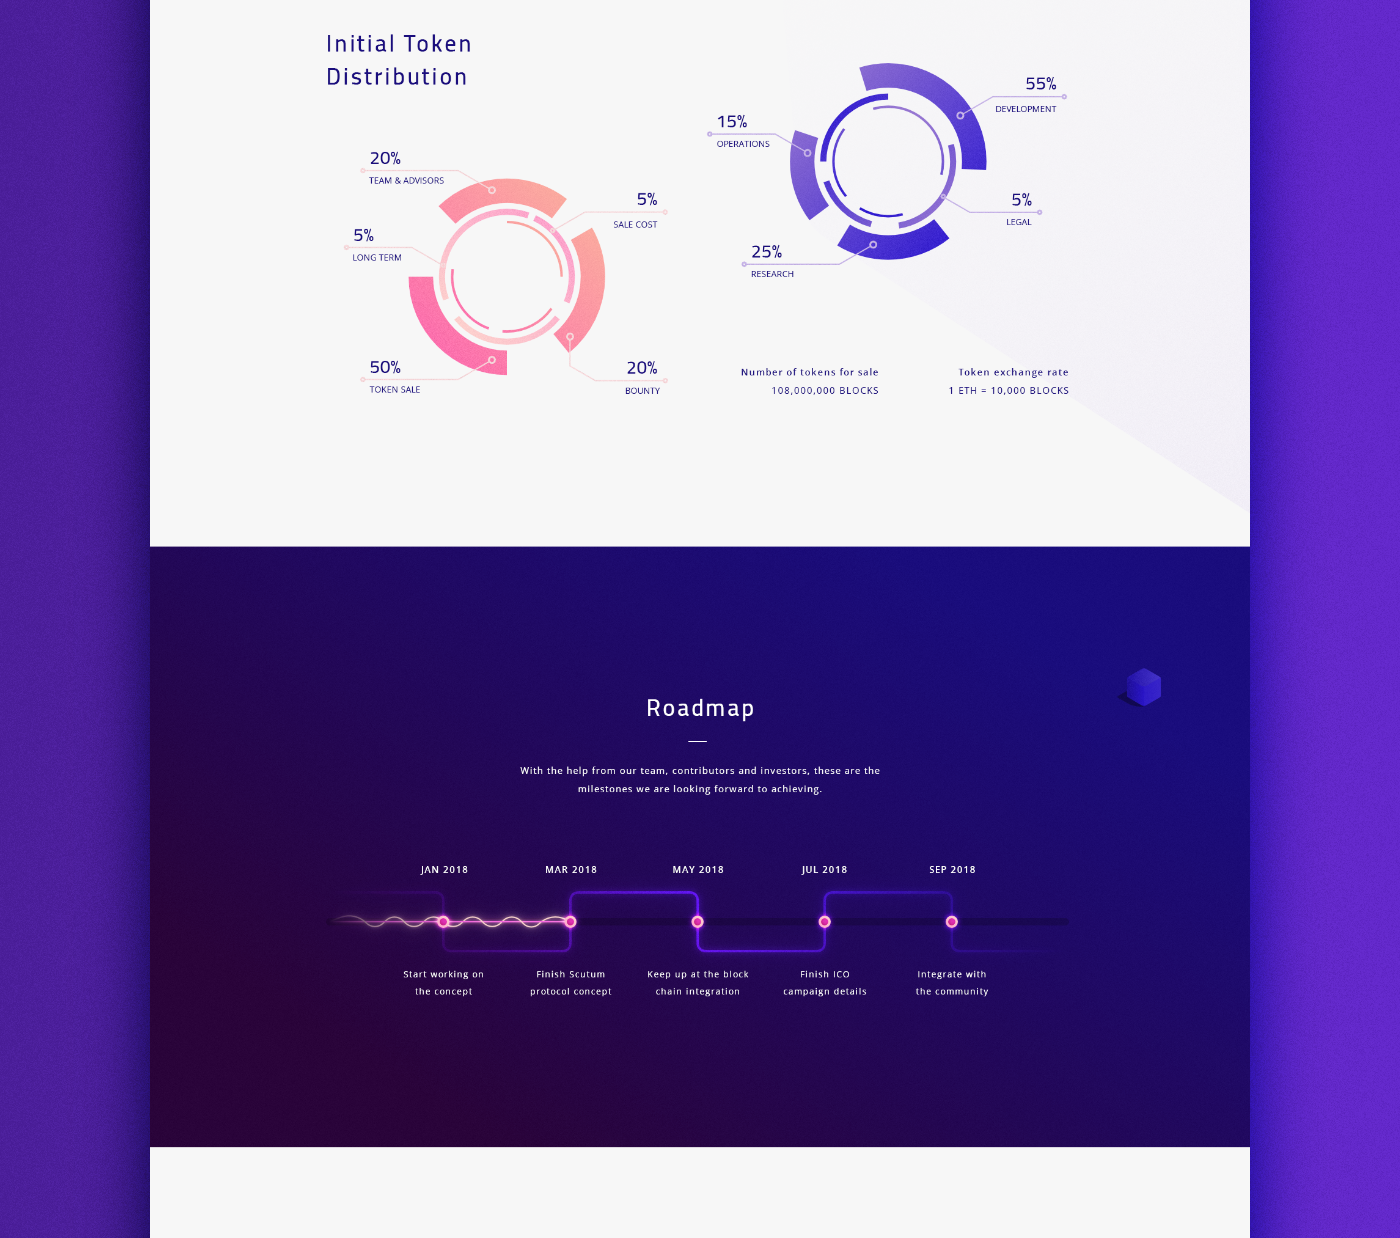 Initial Token
Distribution
20%
TEAM & ADVISORS
5%
SALE COST
5%
LONG TERM
50%
TOKEN SALE
20%
BOUNTY
55%
DEVELOPMENT
15%
OPERATIONS
5%
LEGAL
25%
RESEARCH
Number of tokens for sale
108,000,000 BLOCKS
Token exchange rate
1 ETH = 10,000 BLOCKS
Roadmap
With the help from our team, contributors and investors, these are the
milestones we are looking forward to achieving.
JAN 2018
MAR 2018
MAY 2018
JUL 2018
SEP 2018
Start working on
the concept
Finish Scutum
protocol concept
Keep up at the block
chain integration
Finish ICO
campaign details
Integrate with
the community